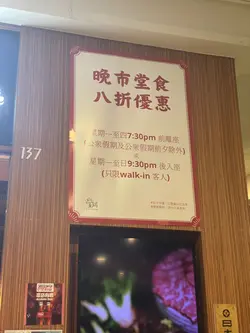 晚市堂食
八折優惠
星期一至四7:30pm 前離座
(公眾假期及公眾假期前夕除外)
或
星期一至日9:30pm 後入座
(只限walk-in 客人)
137